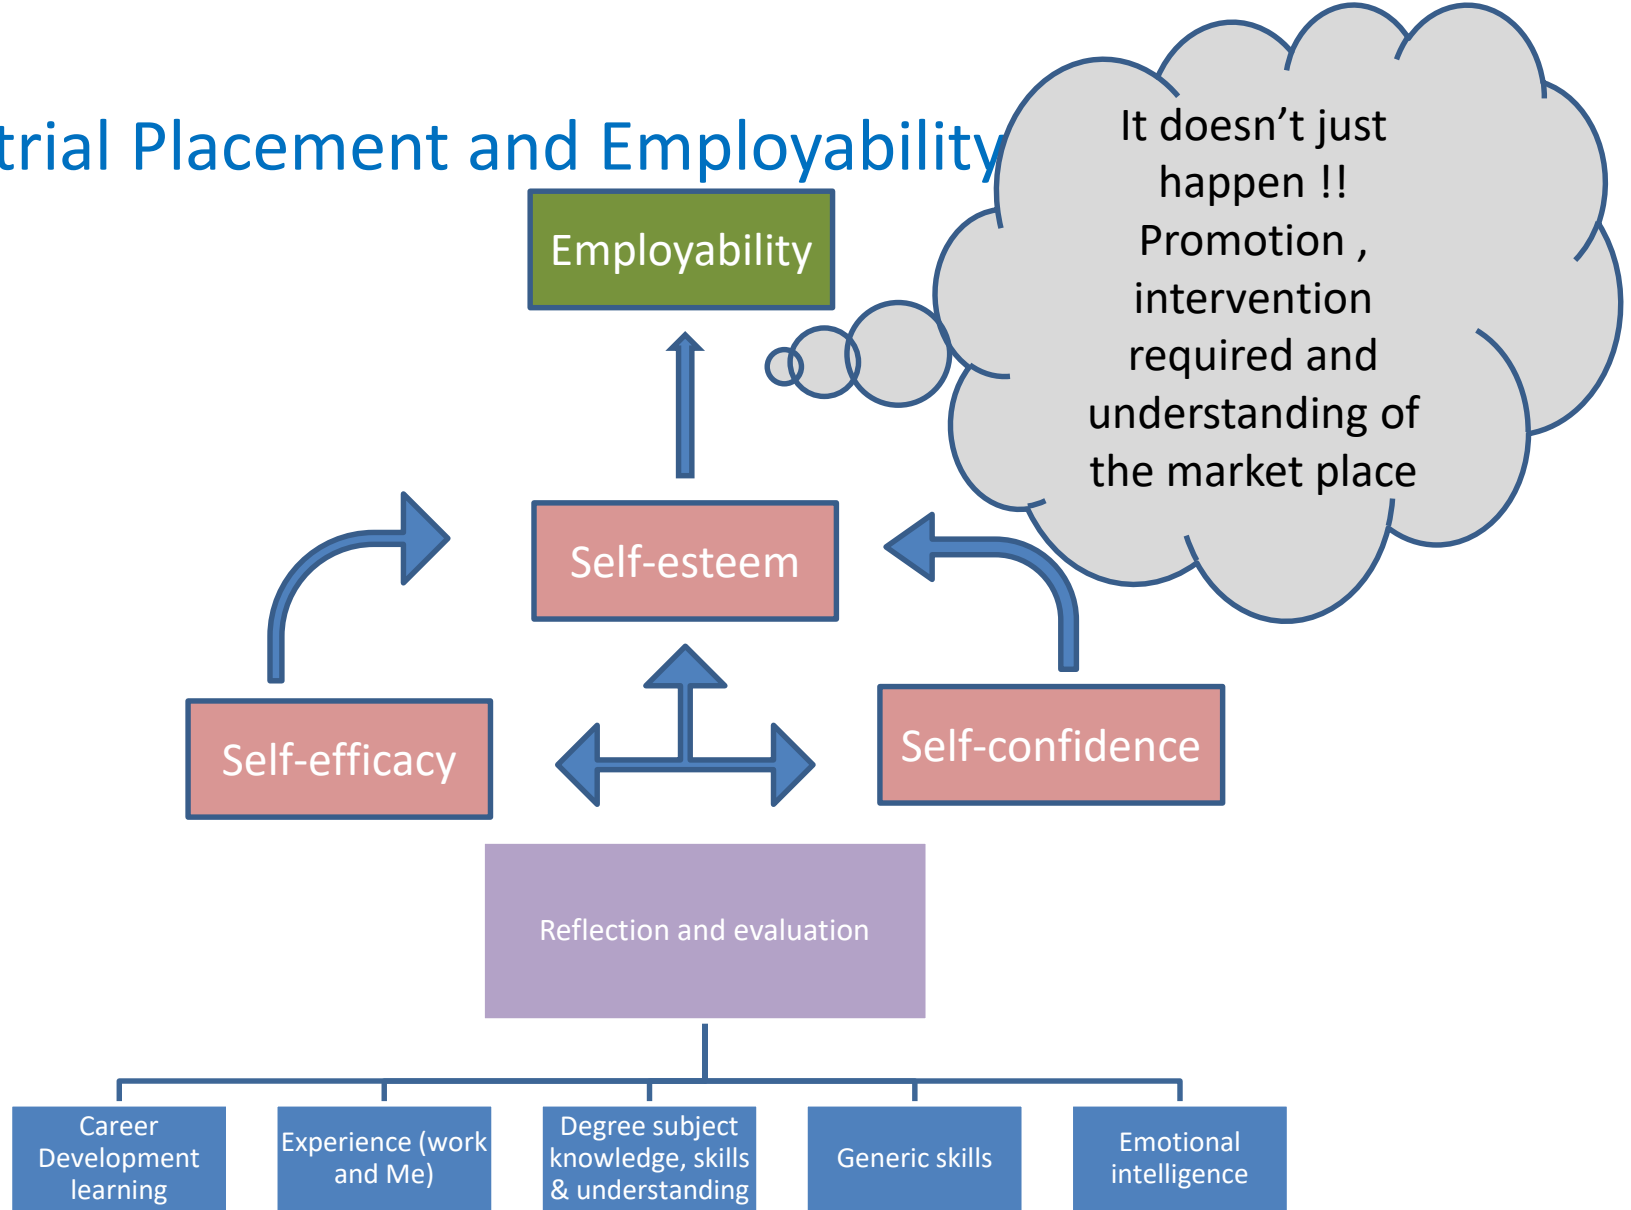 trial Placement and Employability
It doesn’t just
happen !!
Promotion ,
intervention
required and
understanding of
the market place
Employability
Self-esteem
Self-efficacy
Self-confidence
Reflection and evaluation
Career
Development
learning
Experience (work
and Me)
Degree subject
knowledge, skills
& understanding
Generic skills
Emotional
intelligence